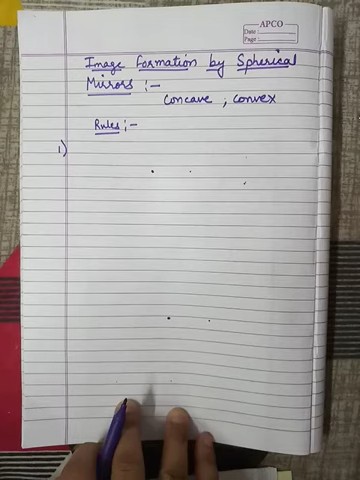 APCO
Date
Page
Image Formation by Spherical
Mirrors :-
Concave , Convex
Rules :-
1)